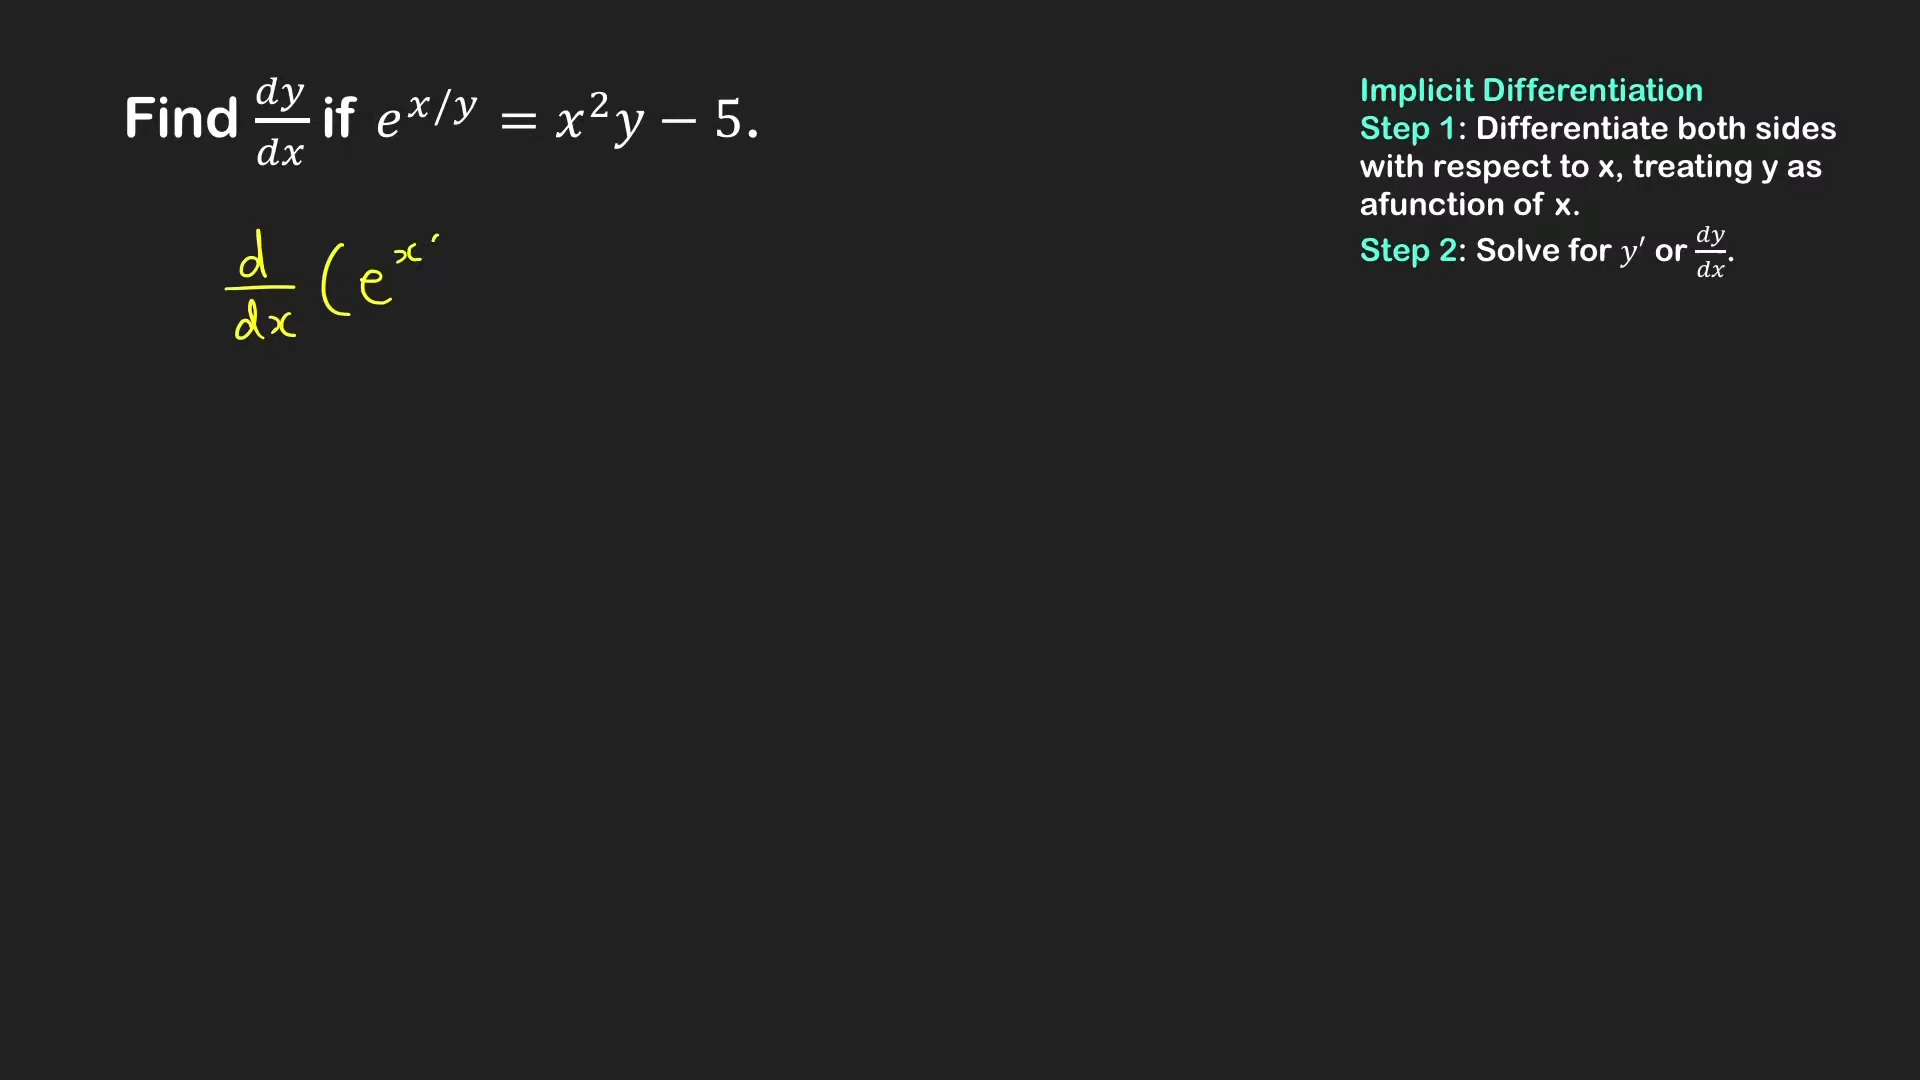 Find dy/dx if e^{x/y} = x²y − 5.
d/dx (e^{x
Implicit Differentiation
Step 1: Differentiate both sides
with respect to x, treating y as
afunction of x.
Step 2: Solve for y′ or dy/dx.